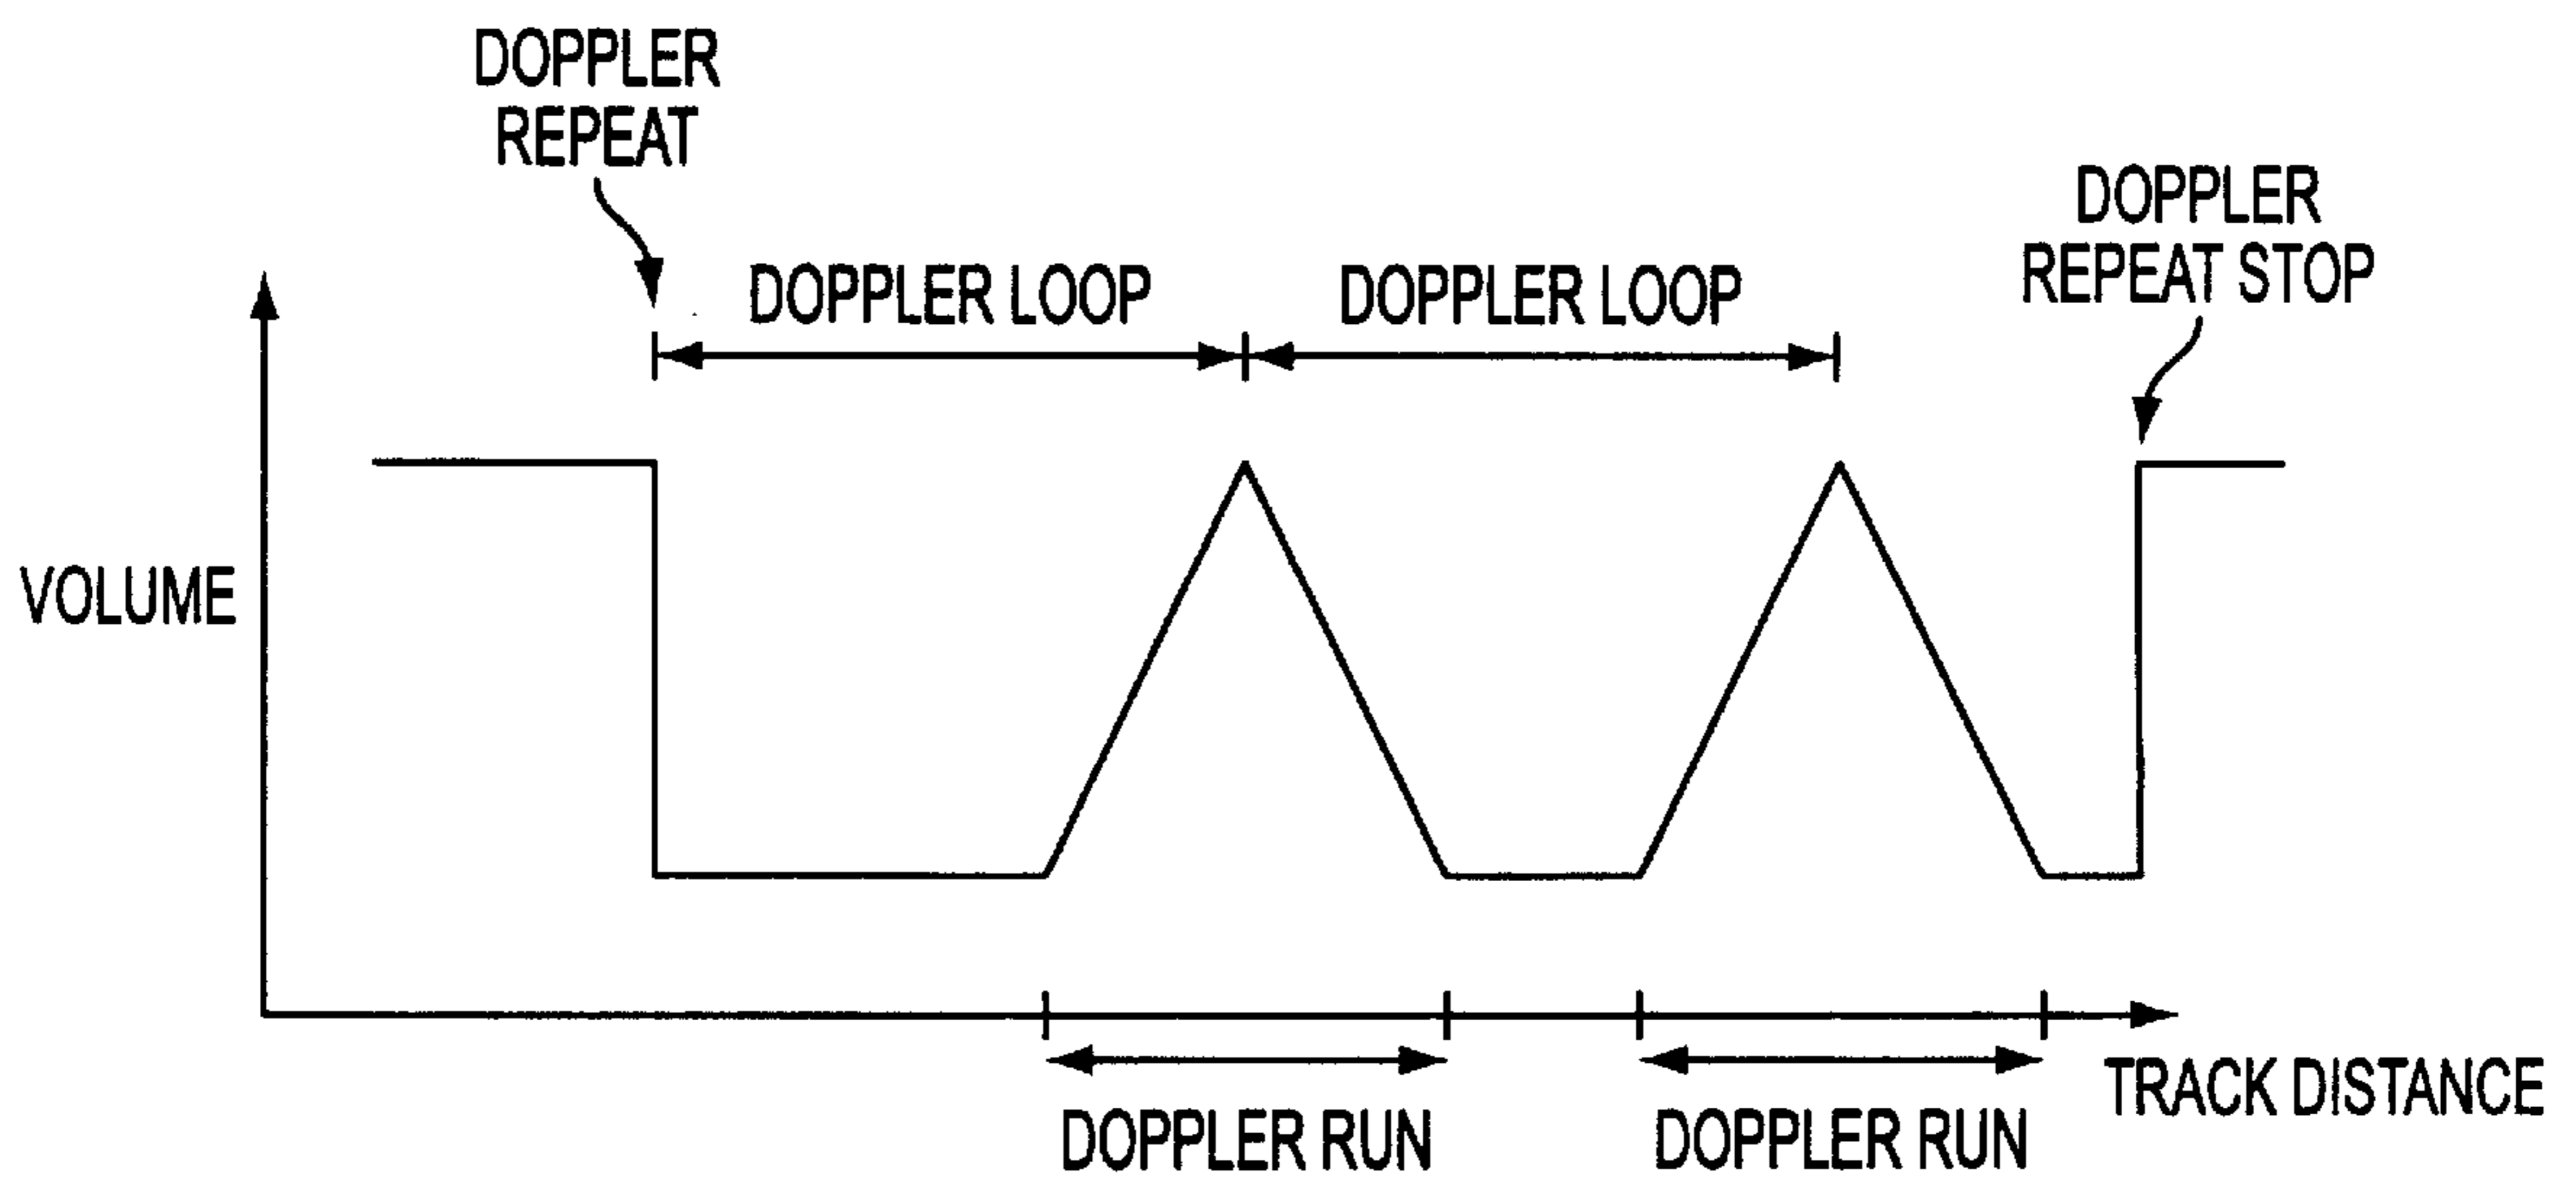 DOPPLER
REPEAT
DOPPLER
REPEAT STOP
DOPPLER LOOP
DOPPLER LOOP
VOLUME
TRACK DISTANCE
DOPPLER RUN
DOPPLER RUN